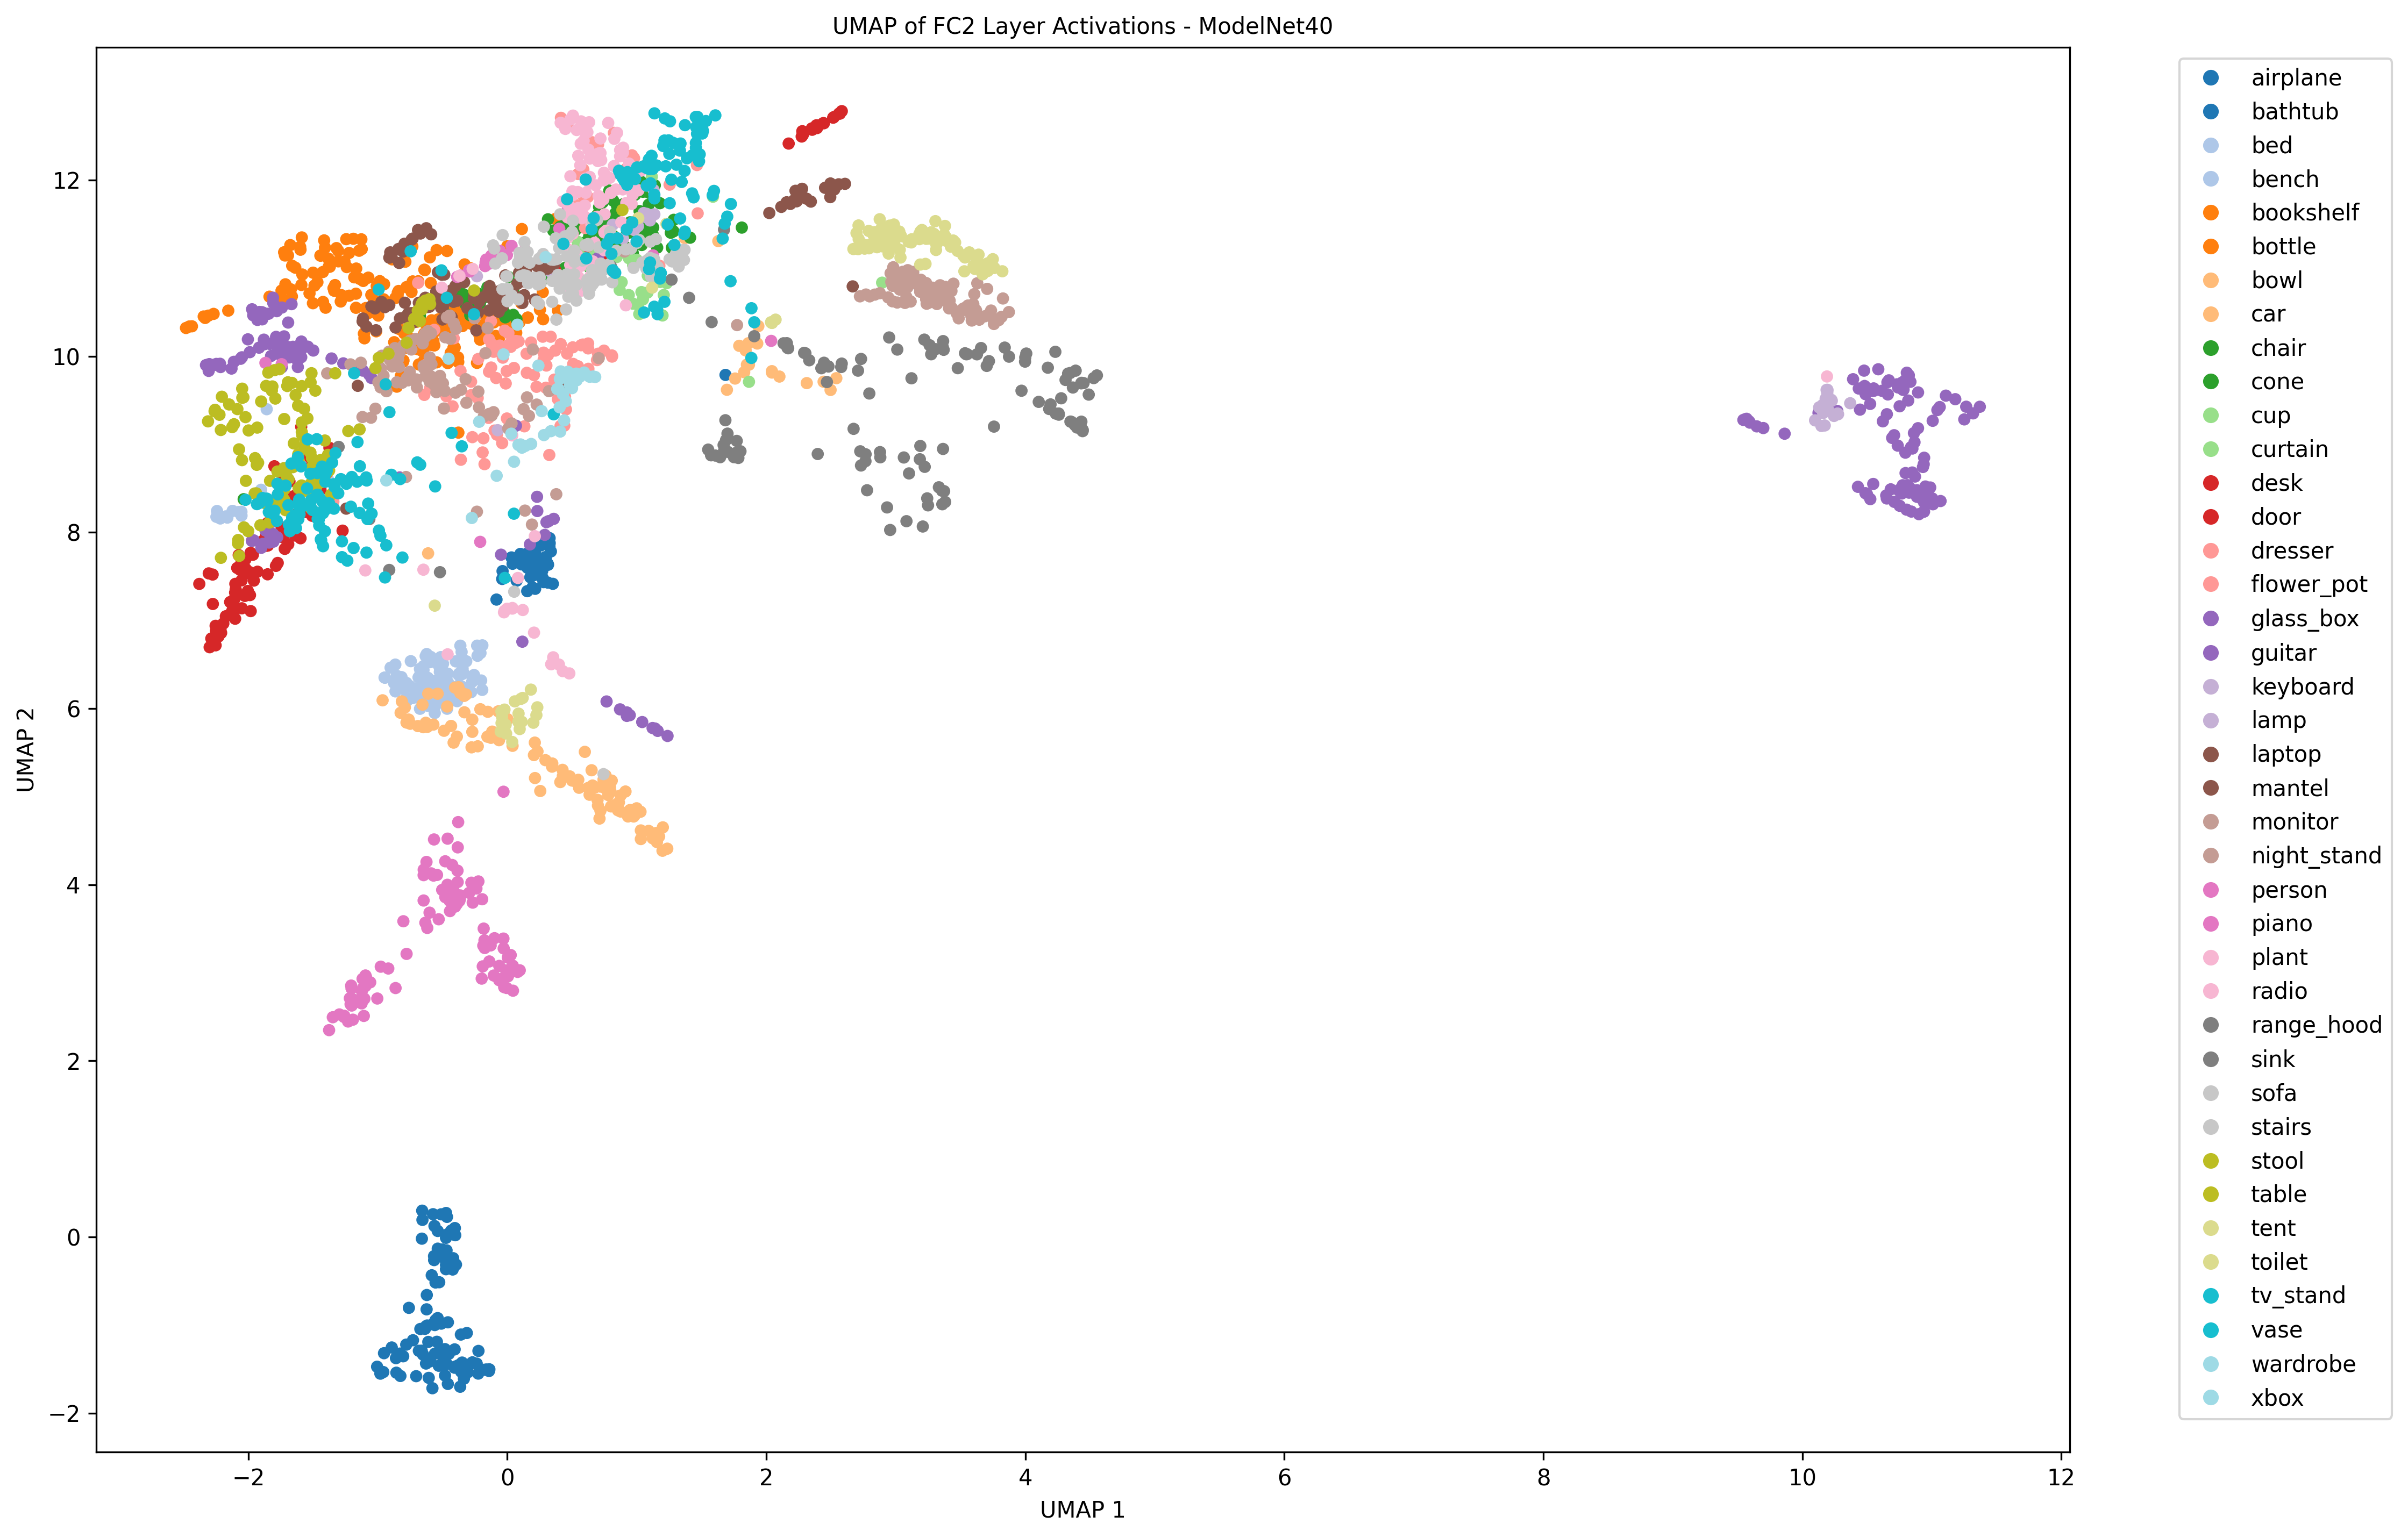 UMAP of FC2 Layer Activations - ModelNet40
UMAP 2
12
10
8
6
4
2
0
−2
−2
0
2
4
6
8
10
12
UMAP 1
airplane
bathtub
bed
bench
bookshelf
bottle
bowl
car
chair
cone
cup
curtain
desk
door
dresser
flower_pot
glass_box
guitar
keyboard
lamp
laptop
mantel
monitor
night_stand
person
piano
plant
radio
range_hood
sink
sofa
stairs
stool
table
tent
toilet
tv_stand
vase
wardrobe
xbox